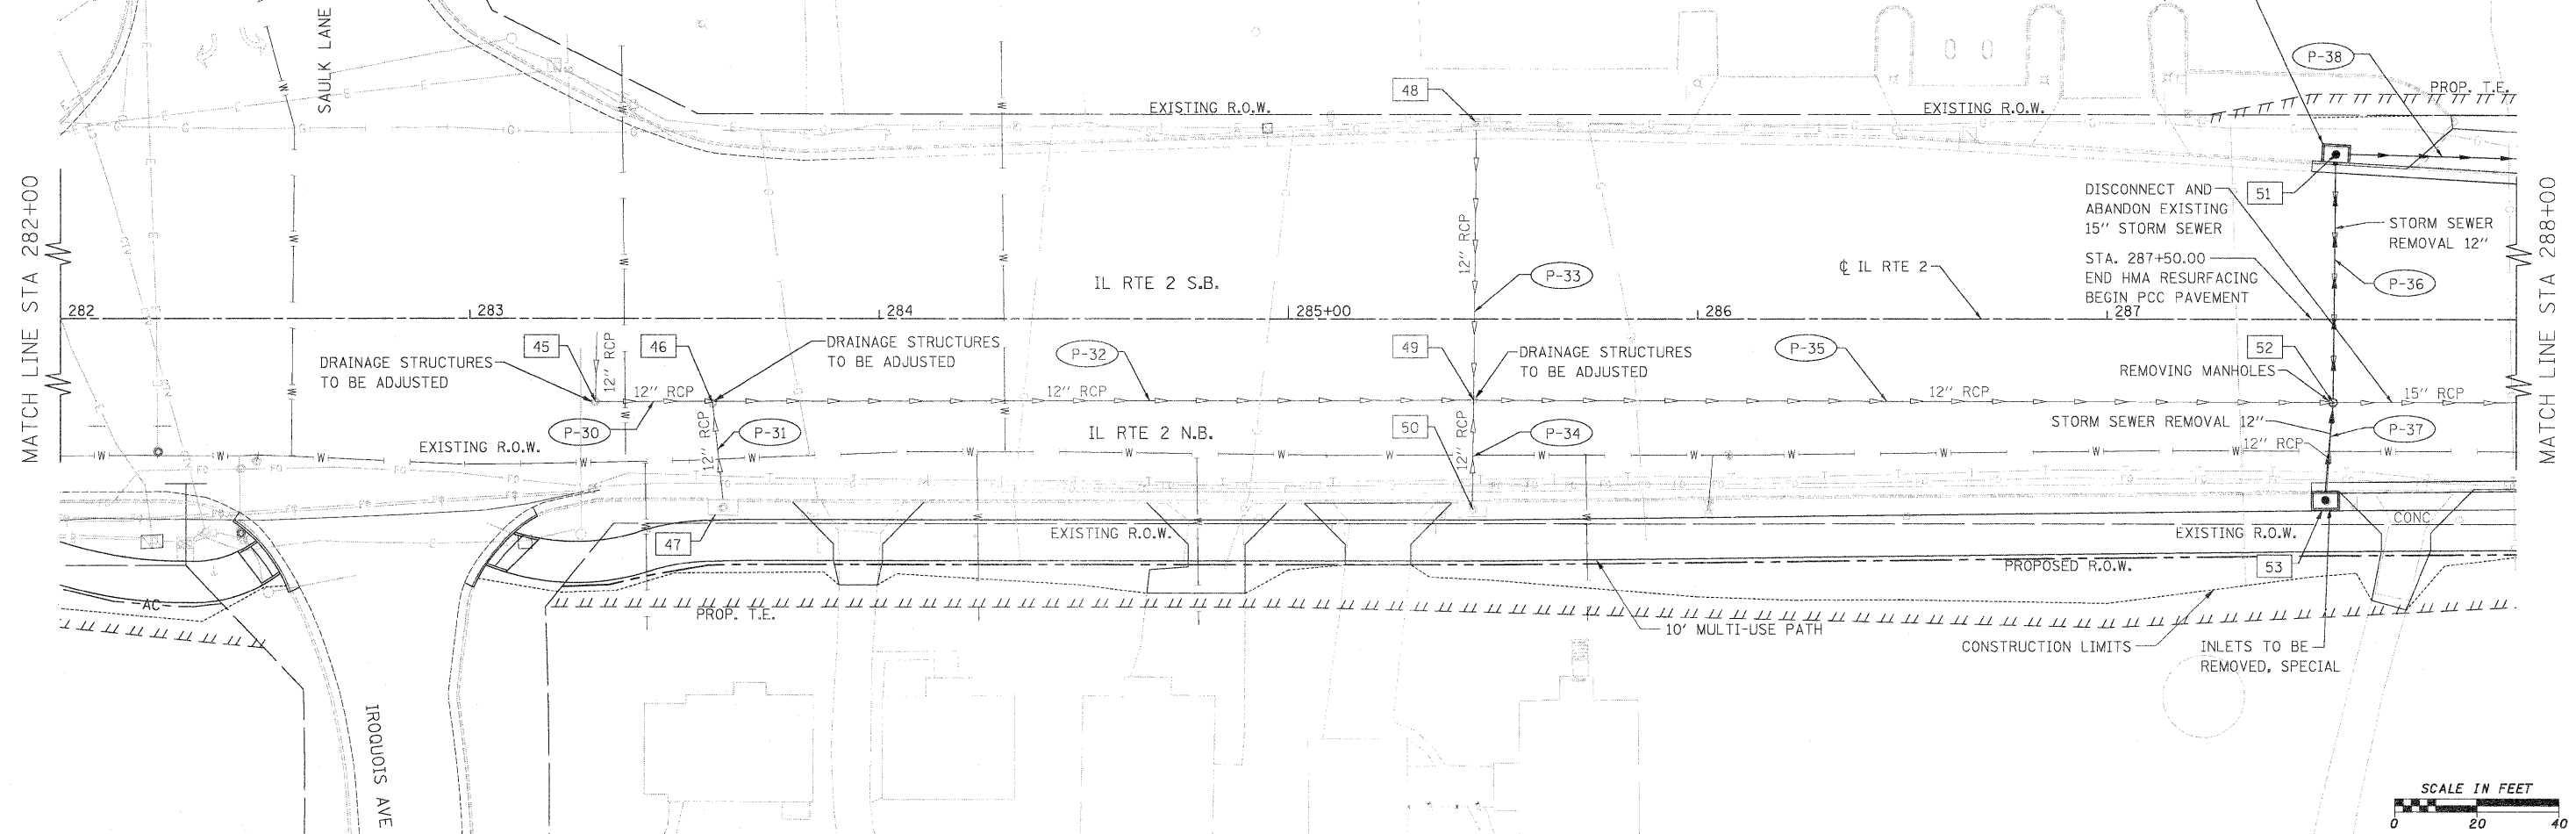 MATCH LINE STA 282+00
SAULK LANE
EXISTING R.O.W.
48
EXISTING R.O.W.
P-38
PROP. T.E.
51
DISCONNECT AND
ABANDON EXISTING
15" STORM SEWER
STORM SEWER
REMOVAL 12"
12" RCP
P-33
℄ IL RTE 2
STA. 287+50.00
END HMA RESURFACING
BEGIN PCC PAVEMENT
P-36
IL RTE 2 S.B.
282
283
284
285+00
286
287
45
12" RCP
46
DRAINAGE STRUCTURES
TO BE ADJUSTED
DRAINAGE STRUCTURES
TO BE ADJUSTED
P-32
49
DRAINAGE STRUCTURES
TO BE ADJUSTED
P-35
52
REMOVING MANHOLES
12" RCP
12" RCP
12" RCP
15" RCP
P-30
12" RCP
P-31
IL RTE 2 N.B.
50
12" RCP
P-34
STORM SEWER REMOVAL 12"
P-37
12" RCP
EXISTING R.O.W.
47
EXISTING R.O.W.
CONC
EXISTING R.O.W.
PROPOSED R.O.W.
53
AC
PROP. T.E.
10' MULTI-USE PATH
CONSTRUCTION LIMITS
INLETS TO BE
REMOVED, SPECIAL
IROQUOIS AVE
MATCH LINE STA 288+00
SCALE IN FEET
0 20 40